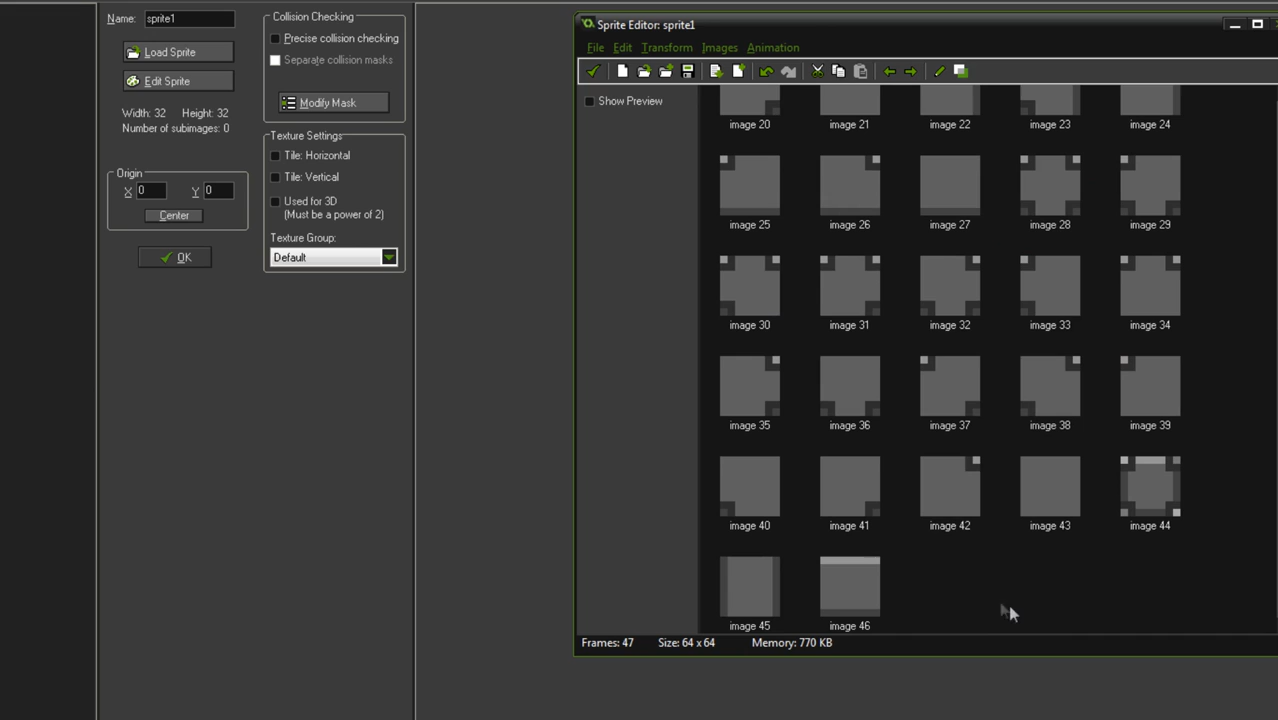 Name: sprite1
Load Sprite
Edit Sprite
Width: 32 Height: 32
Number of subimages: 0
Origin
X 0 Y 0
Center
OK
Collision Checking
Precise collision checking
Separate collision masks
Modify Mask
Texture Settings
Tile: Horizontal
Tile: Vertical
Used for 3D
(Must be a power of 2)
Texture Group:
Default
Sprite Editor: sprite1
File Edit Transform Images Animation
Show Preview
image 20 image 21 image 22 image 23 image 24
image 25 image 26 image 27 image 28 image 29
image 30 image 31 image 32 image 33 image 34
image 35 image 36 image 37 image 38 image 39
image 40 image 41 image 42 image 43 image 44
image 45 image 46
Frames: 47 Size: 64 x 64 Memory: 770 KB